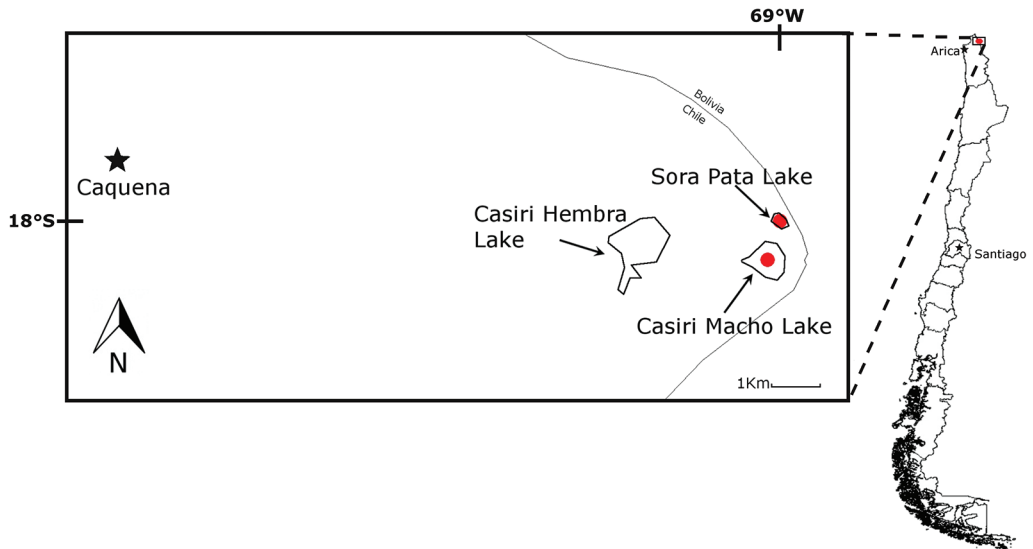 69°W
Arica
Bolivia
Chile
Sora Pata Lake
Caquena
Casiri Hembra
Lake
18°S
Santiago
Casiri Macho Lake
N
1Km